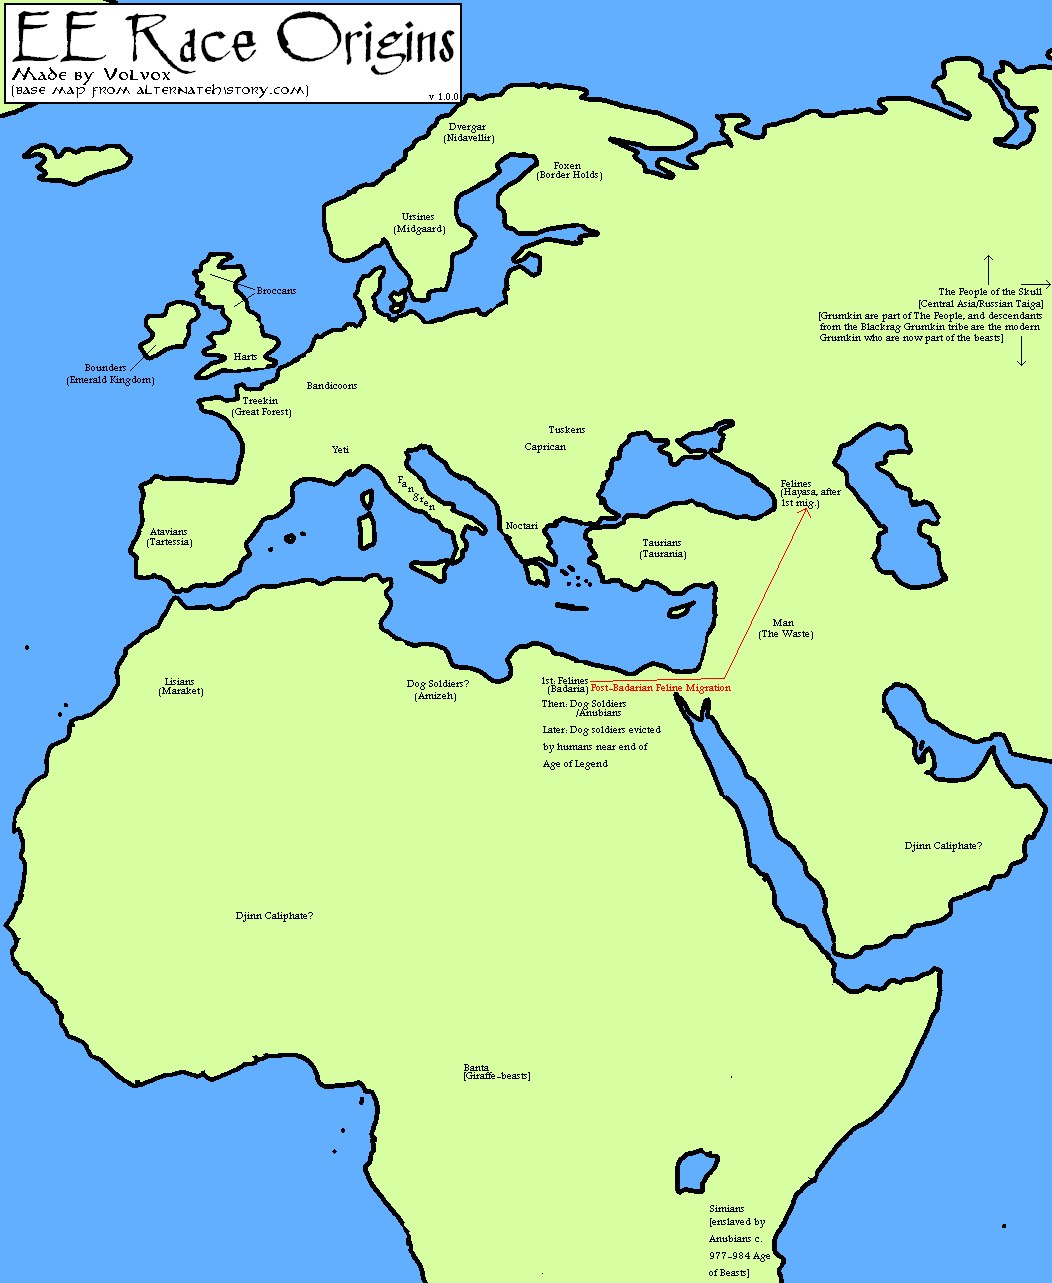 EE Race Origins
Made by Volvox
(base map from alternatehistory.com)
v 1.0.0
Dvergar
(Nidavellir)
Foxen
(Border Holds)
Ursines
(Midgaard)
Broccans
The People of the Skull
[Central Asia/Russian Taiga]
[Grumkin are part of The People, and descendants
from the Blackrag Grumkin tribe are the modern
Grumkin who are now part of the beasts]
Harts
Bounders
(Emerald Kingdom)
Bandicoons
Treekin
(Great Forest)
Tuskens
Caprican
Yeti
Fangren
Felines
(Hayasa, after
1st mig.)
Noctari
Atavians
(Tartessia)
Taurians
(Taurania)
Man
(The Waste)
Lisians
(Maraket)
Dog Soldiers?
(Amizeh)
1st: Felines
(Badaria)
Post-Badarian Feline Migration
Then: Dog Soldiers
/Anubians
Later: Dog soldiers evicted
by humans near end of
Age of Legend
Djinn Caliphate?
Djinn Caliphate?
Banta
[Giraffe-beasts]
Simians
[enslaved by
Anubians c.
977-984 Age
of Beasts]